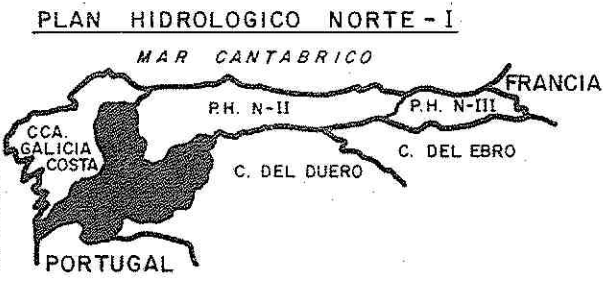 PLAN HIDROLOGICO NORTE-I
MAR CANTABRICO
FRANCIA
P.H. N-II
P.H. N-III
CCA.
GALICIA
COSTA
C. DEL EBRO
C. DEL DUERO
PORTUGAL